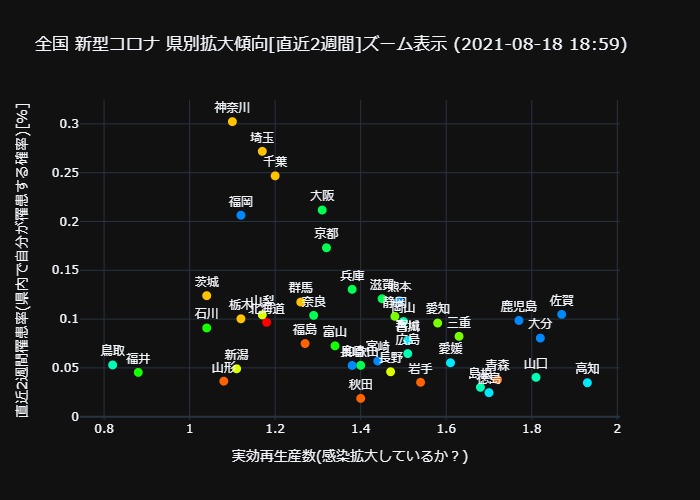 全国 新型コロナ 県別拡大傾向[直近2週間]ズーム表示 (2021-08-18 18:59)
直近2週間罹患率(県内で自分が罹患する確率)[%]
0.3
0.25
0.2
0.15
0.1
0.05
0
神奈川
埼玉
千葉
福岡
大阪
京都
兵庫
茨城
群馬
滋賀
熊本
栃木
山梨
北海道
奈良
静岡
愛知
鹿児島
佐賀
石川
福島
富山
三重
大分
広島
宮崎
長野
愛媛
鳥取
福井
新潟
山形
秋田
岩手
青森
徳島
山口
高知
0.8
1
1.2
1.4
1.6
1.8
2
実効再生産数(感染拡大しているか？)